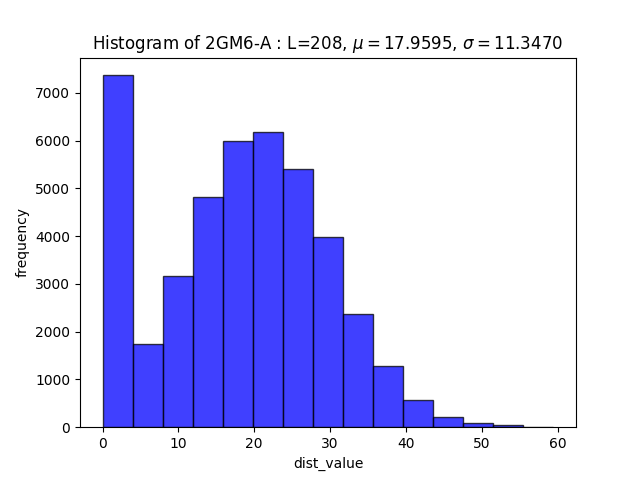 Histogram of 2GM6-A : L=208, μ = 17.9595, σ = 11.3470
7000
6000
5000
4000
3000
2000
1000
0
frequency
0 10 20 30 40 50 60
dist_value